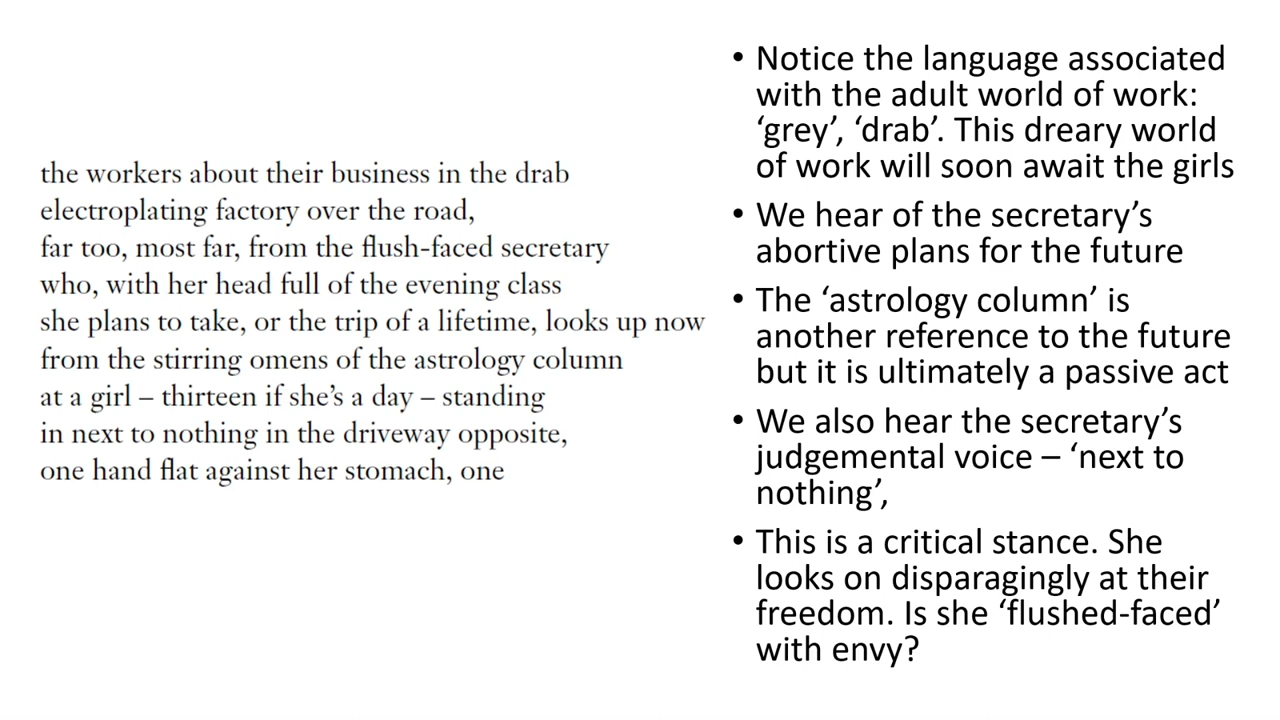 the workers about their business in the drab
electroplating factory over the road,
far too, most far, from the flush-faced secretary
who, with her head full of the evening class
she plans to take, or the trip of a lifetime, looks up now
from the stirring omens of the astrology column
at a girl – thirteen if she’s a day – standing
in next to nothing in the driveway opposite,
one hand flat against her stomach, one
• Notice the language associated
with the adult world of work:
‘grey’, ‘drab’. This dreary world
of work will soon await the girls
• We hear of the secretary’s
abortive plans for the future
• The ‘astrology column’ is
another reference to the future
but it is ultimately a passive act
• We also hear the secretary’s
judgemental voice – ‘next to
nothing’,
• This is a critical stance. She
looks on disparagingly at their
freedom. Is she ‘flushed-faced’
with envy?